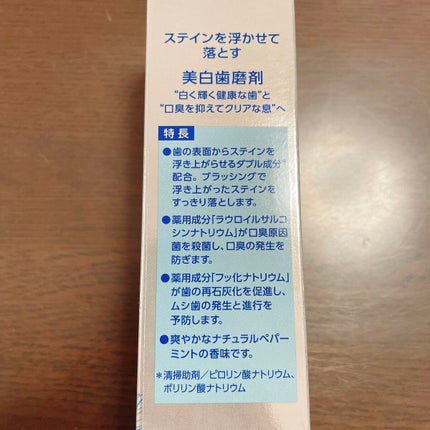 ステインを浮かせて
落とす
美白歯磨剤
“白く輝く健康な歯”と
“口臭を抑えてクリアな息”へ
特長
●歯の表面からステインを
浮き上がらせるダブル成分*
配合。ブラッシングで
浮き上がったステインを
すっきり落とします。
●薬用成分「ラウロイルサルコ
シンナトリウム」が口臭原因
菌を殺菌し、口臭の発生を
防ぎます。
●薬用成分「フッ化ナトリウム」
が歯の再石灰化を促進し、
ムシ歯の発生と進行を
予防します。
●爽やかなナチュラルペパー
ミントの香味です。
*清掃助剤/ピロリン酸ナトリウム、
ポリリン酸ナトリウム